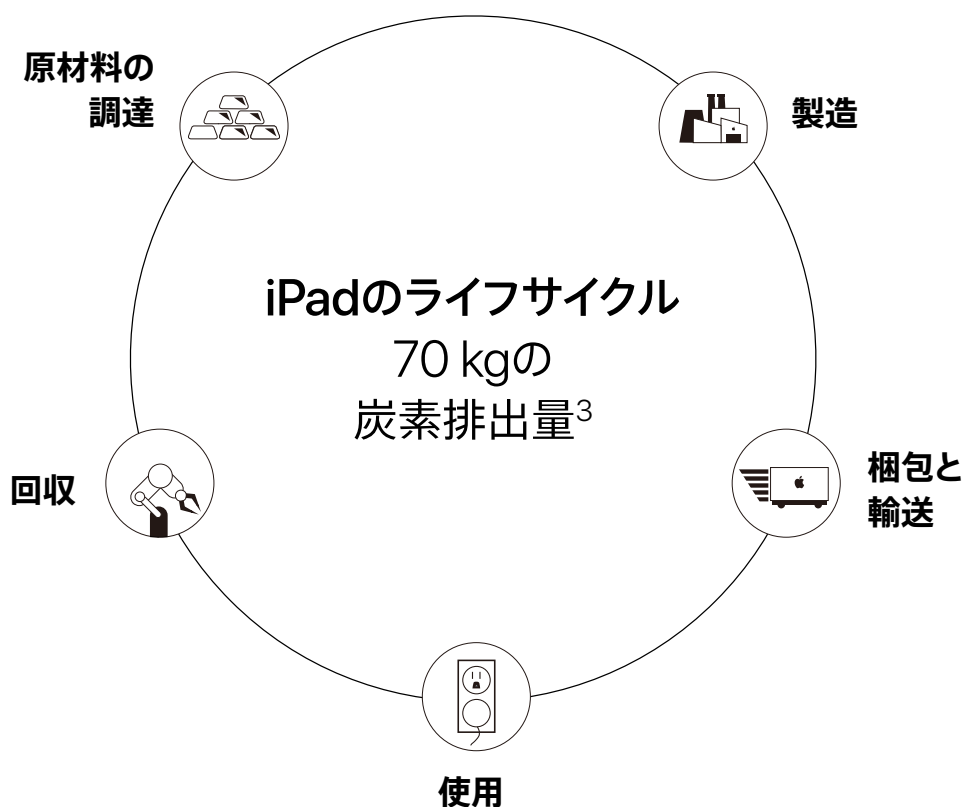 原材料の
調達
製造
iPadのライフサイクル
70 kgの
炭素排出量3
回収
梱包と
輸送
使用